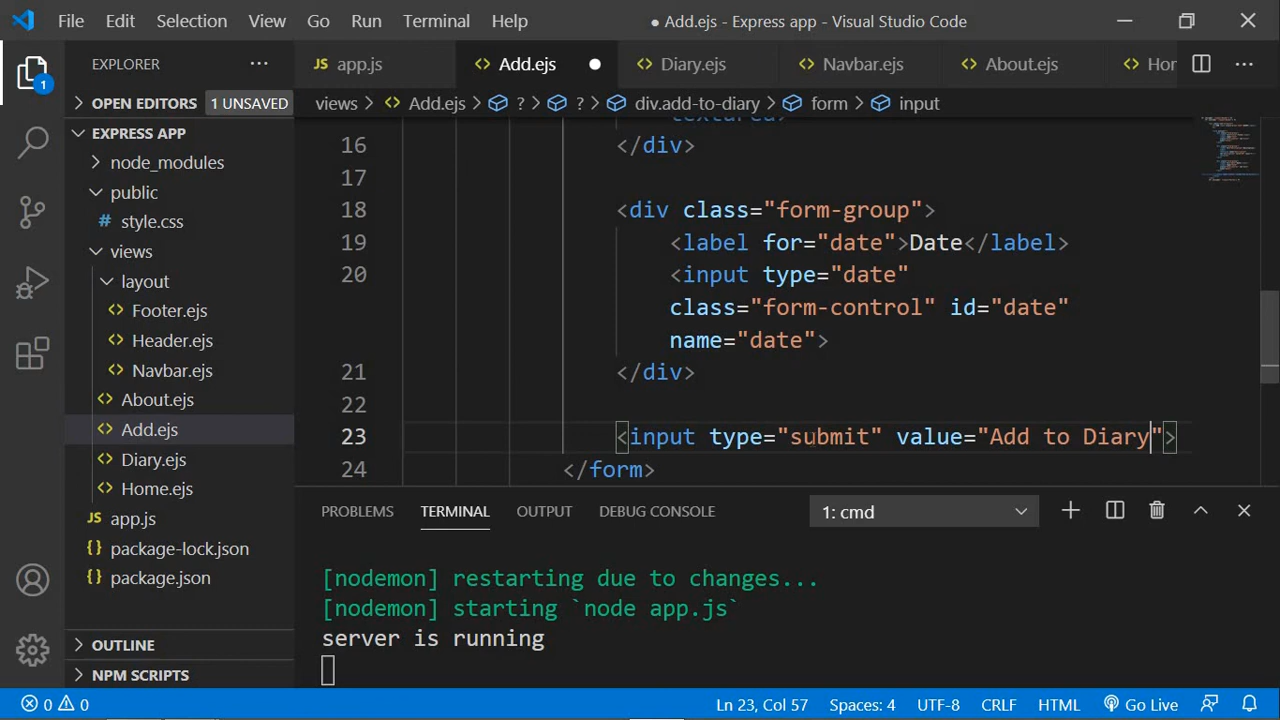 File Edit Selection View Go Run Terminal Help ● Add.ejs - Express app - Visual Studio Code
EXPLORER
app.js Add.ejs Diary.ejs Navbar.ejs About.ejs Hor
OPEN EDITORS 1 UNSAVED
views > Add.ejs > ? > ? > div.add-to-diary > form > input
EXPRESS APP
node_modules
public
style.css
views
layout
Footer.ejs
Header.ejs
Navbar.ejs
About.ejs
Add.ejs
Diary.ejs
Home.ejs
app.js
package-lock.json
package.json
OUTLINE
NPM SCRIPTS
1
textarea>
16 </div>
17
18 <div class="form-group">
19 <label for="date">Date</label>
20 <input type="date"
class="form-control" id="date"
name="date">
21 </div>
22
23 <input type="submit" value="Add to Diary">
24 </form>
PROBLEMS TERMINAL OUTPUT DEBUG CONSOLE 1: cmd
[nodemon] restarting due to changes...
[nodemon] starting `node app.js`
server is running
0 0 Ln 23, Col 57 Spaces: 4 UTF-8 CRLF HTML Go Live